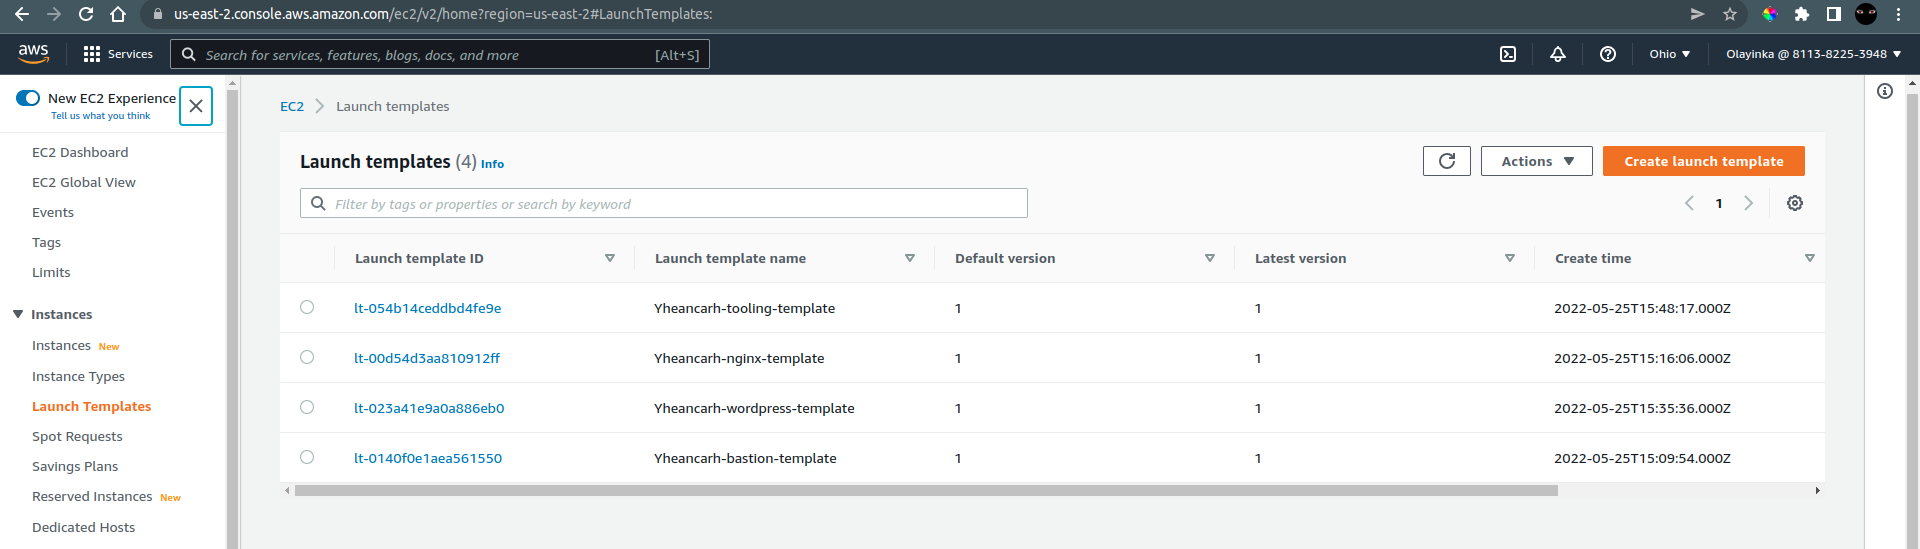 us-east-2.console.aws.amazon.com/ec2/v2/home?region=us-east-2#LaunchTemplates:
aws Services Search for services, features, blogs, docs, and more [Alt+S] Ohio Olayinka @ 8113-8225-3948
New EC2 Experience
Tell us what you think
EC2 Dashboard
EC2 Global View
Events
Tags
Limits
Instances
Instances New
Instance Types
Launch Templates
Spot Requests
Savings Plans
Reserved Instances New
Dedicated Hosts
EC2 Launch templates
Launch templates (4) Info Actions Create launch template
Filter by tags or properties or search by keyword 1
Launch template ID Launch template name Default version Latest version Create time
lt-054b14ceddbd4fe9e Yheancarh-tooling-template 1 1 2022-05-25T15:48:17.000Z
lt-00d54d3aa810912ff Yheancarh-nginx-template 1 1 2022-05-25T15:16:06.000Z
lt-023a41e9a0a886eb0 Yheancarh-wordpress-template 1 1 2022-05-25T15:35:36.000Z
lt-0140f0e1aea561550 Yheancarh-bastion-template 1 1 2022-05-25T15:09:54.000Z